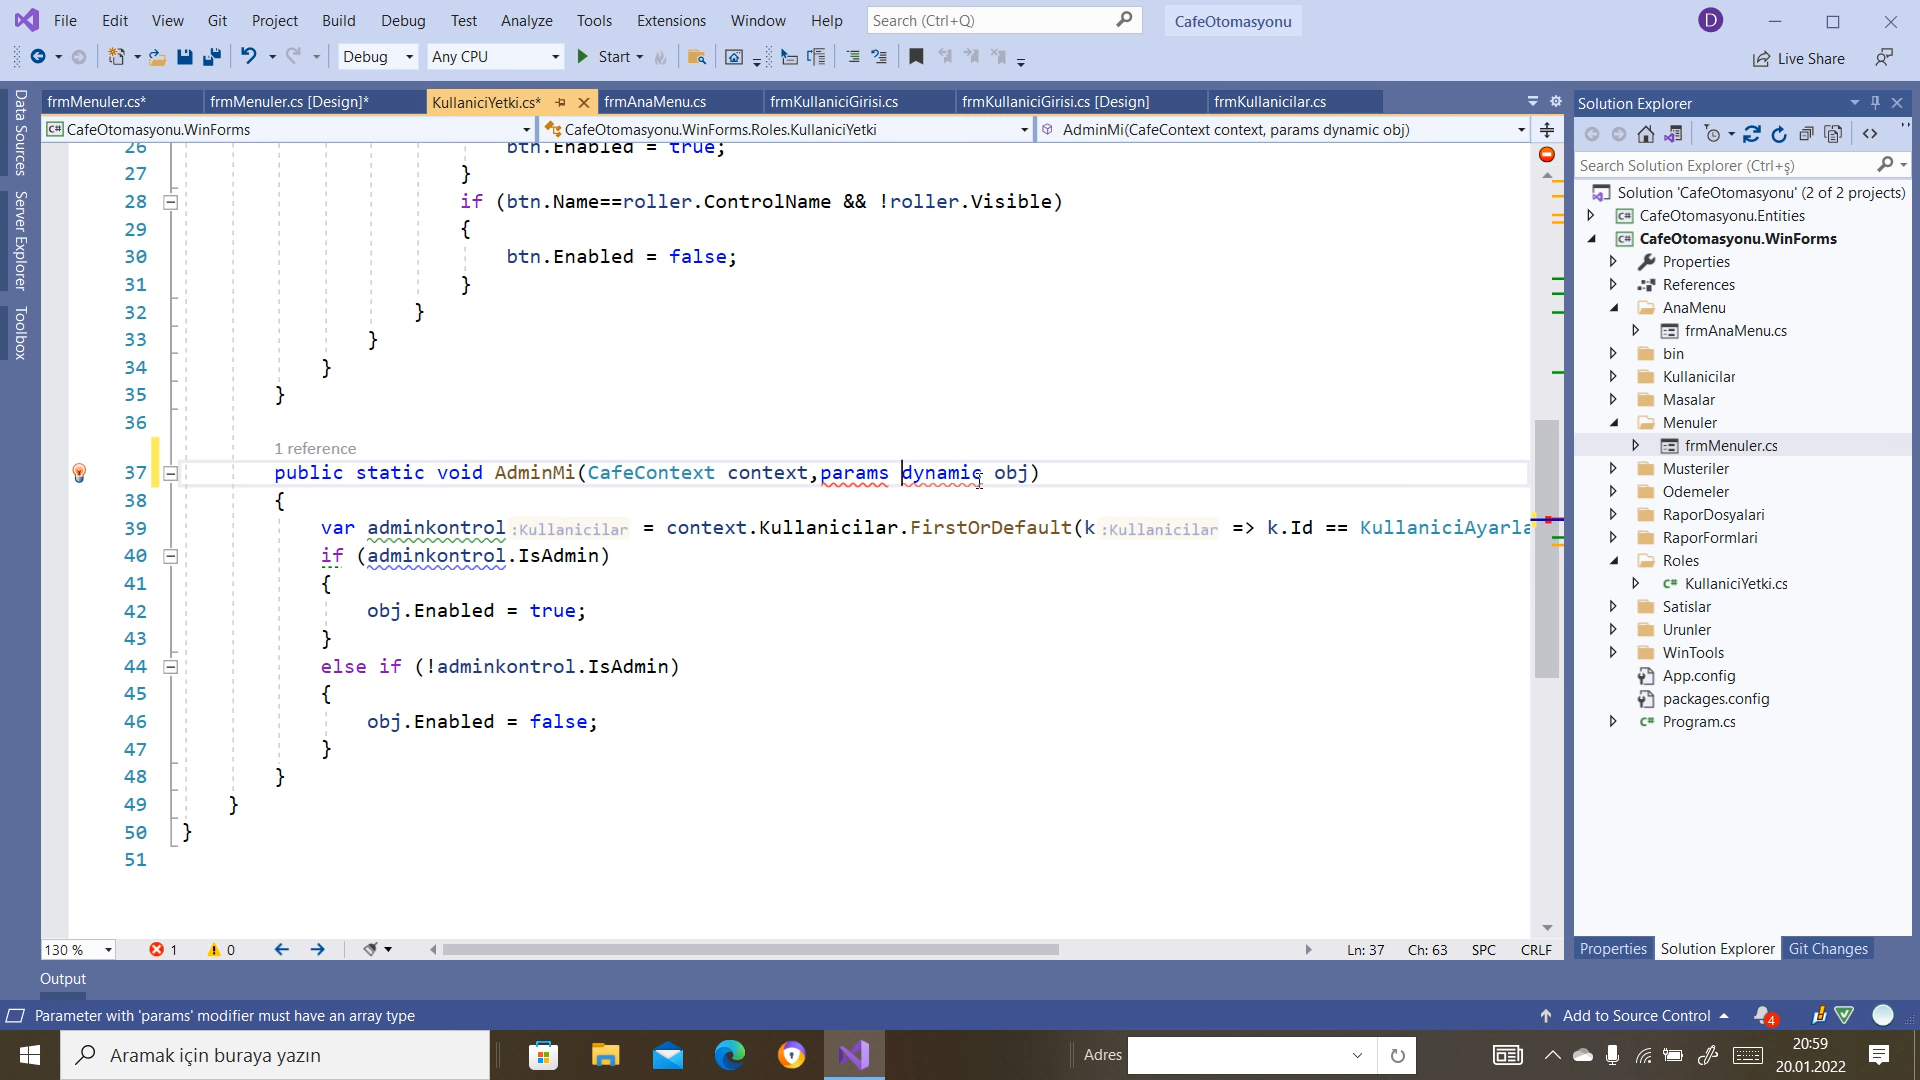 File Edit View Git Project Build Debug Test Analyze Tools Extensions Window Help Search (Ctrl+Q) CafeOtomasyonu D
Debug Any CPU Start Live Share
frmMenuler.cs* frmMenuler.cs [Design]* KullaniciYetki.cs* frmAnaMenu.cs frmKullaniciGirisi.cs frmKullaniciGirisi.cs [Design] frmKullanicilar.cs
CafeOtomasyonu.WinForms CafeOtomasyonu.WinForms.Roles.KullaniciYetki AdminMi(CafeContext context, params dynamic obj)
Data Sources
Server Explorer
Toolbox
26 btn.Enabled = true;
27 }
28 if (btn.Name==roller.ControlName && !roller.Visible)
29 {
30 btn.Enabled = false;
31 }
32 }
33 }
34 }
35 }
36
1 reference
37 public static void AdminMi(CafeContext context,params dynamic obj)
38 {
39 var adminkontrol :Kullanicilar = context.Kullanicilar.FirstOrDefault(k :Kullanicilar => k.Id == KullaniciAyarla
40 if (adminkontrol.IsAdmin)
41 {
42 obj.Enabled = true;
43 }
44 else if (!adminkontrol.IsAdmin)
45 {
46 obj.Enabled = false;
47 }
48 }
49 }
50 }
51
130 % 1 0 Ln: 37 Ch: 63 SPC CRLF
Solution Explorer
Search Solution Explorer (Ctrl+ş)
Solution 'CafeOtomasyonu' (2 of 2 projects)
CafeOtomasyonu.Entities
CafeOtomasyonu.WinForms
Properties
References
AnaMenu
frmAnaMenu.cs
bin
Kullanicilar
Masalar
Menuler
frmMenuler.cs
Musteriler
Odemeler
RaporDosyalari
RaporFormlari
Roles
KullaniciYetki.cs
Satislar
Urunler
WinTools
App.config
packages.config
Program.cs
Properties Solution Explorer Git Changes
Output
Parameter with 'params' modifier must have an array type Add to Source Control 4
Aramak için buraya yazın Adres 20:59
20.01.2022